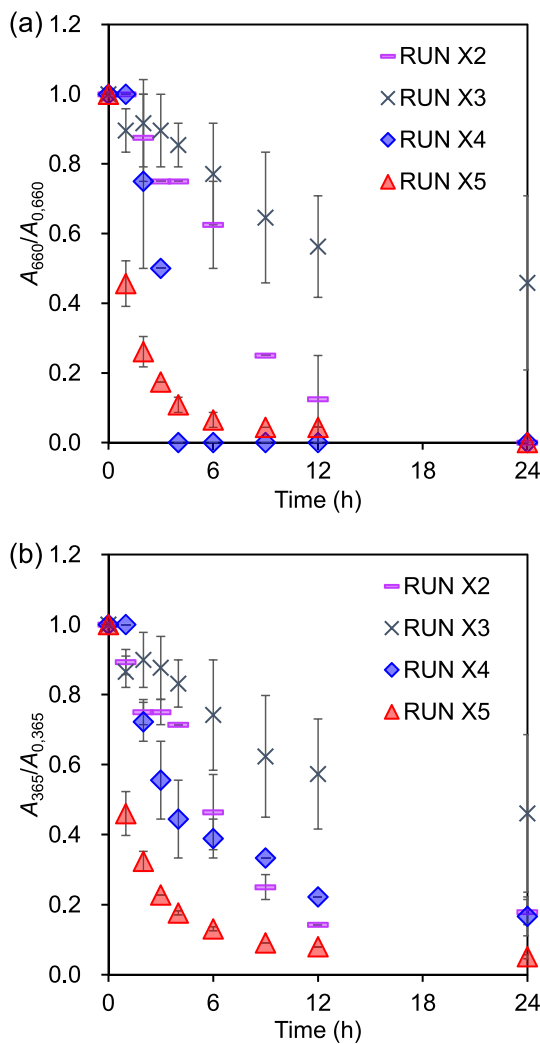 (a)
1.2
1.0
0.8
0.6
0.4
0.2
0.0
A660/A0,660
RUN X2
RUN X3
RUN X4
RUN X5
0 6 12 18 24
Time (h)
(b)
1.2
1.0
0.8
0.6
0.4
0.2
0.0
A365/A0,365
RUN X2
RUN X3
RUN X4
RUN X5
0 6 12 18 24
Time (h)